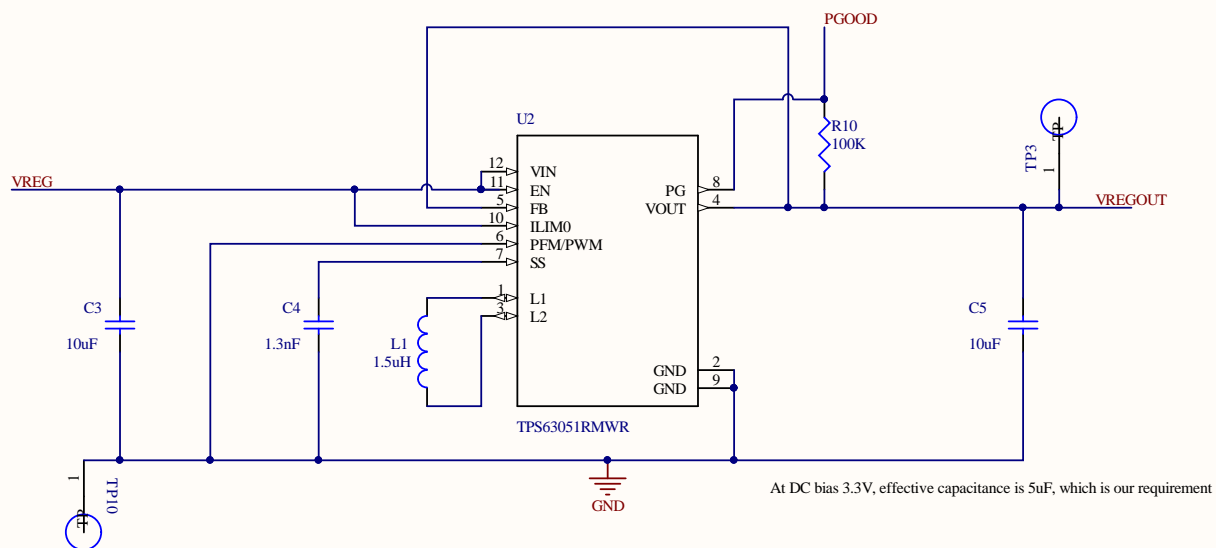 PGOOD
U2
R10
100K
TP
TP3
1
VREG
12
VIN
11
EN
5
FB
10
ILIM0
6
PFM/PWM
7
SS
1
L1
3
L2
PG
8
VOUT
4
VREGOUT
C3
10uF
C4
1.3nF
L1
1.5uH
C5
10uF
GND
2
GND
9
TPS63051RMWR
1
TP10
TP
GND
At DC bias 3.3V, effective capacitance is 5uF, which is our requirement